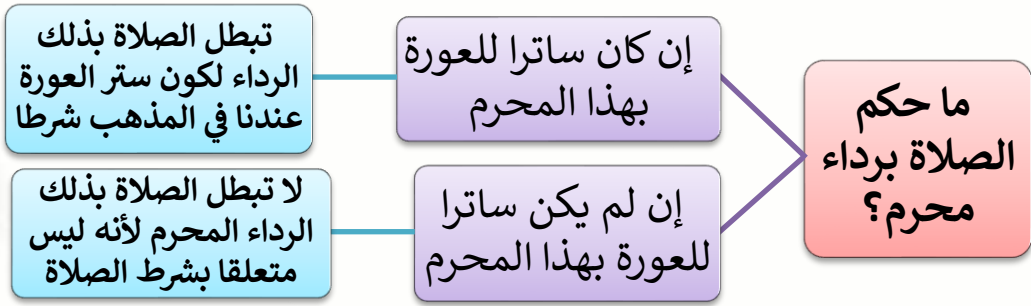 ما حكم
الصلاة برداء
محرم؟
إن كان ساترا للعورة
بهذا المحرم
تبطل الصلاة بذلك
الرداء لكون ستر العورة
عندنا في المذهب شرطا
إن لم يكن ساترا
للعورة بهذا المحرم
لا تبطل الصلاة بذلك
الرداء المحرم لأنه ليس
متعلقا بشرط الصلاة